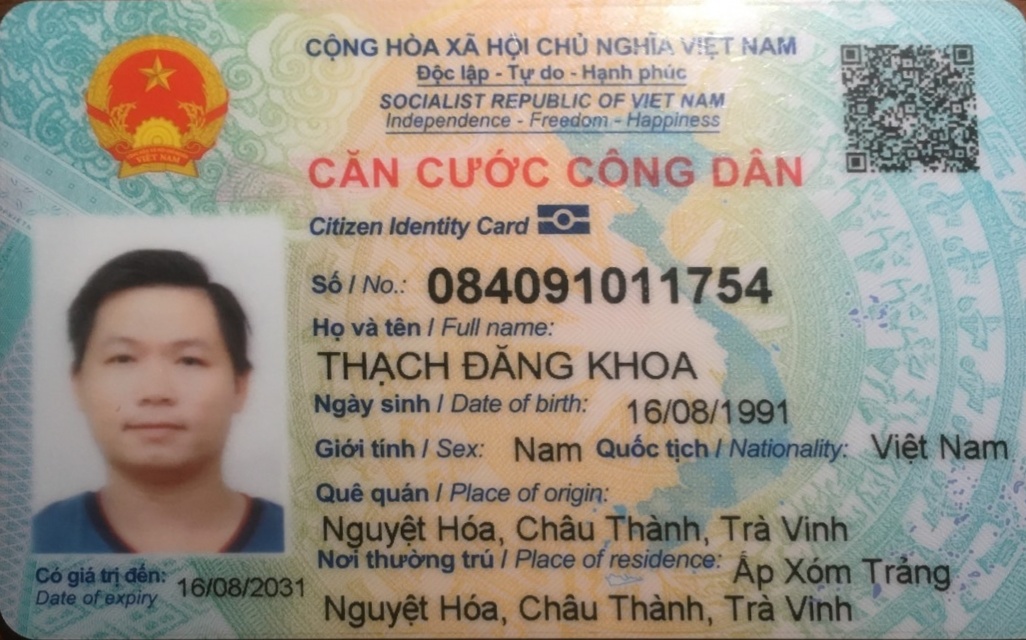 CỘNG HÒA XÃ HỘI CHỦ NGHĨA VIỆT NAM
Độc lập - Tự do - Hạnh phúc
SOCIALIST REPUBLIC OF VIET NAM
Independence - Freedom - Happiness
CĂN CƯỚC CÔNG DÂN
Citizen Identity Card
VIỆT NAM
Số / No.: 084091011754
Họ và tên / Full name:
THẠCH ĐĂNG KHOA
Ngày sinh / Date of birth: 16/08/1991
Giới tính / Sex: Nam Quốc tịch / Nationality: Việt Nam
Quê quán / Place of origin:
Nguyệt Hóa, Châu Thành, Trà Vinh
Nơi thường trú / Place of residence: Ấp Xóm Trảng
Nguyệt Hóa, Châu Thành, Trà Vinh
Có giá trị đến: 16/08/2031
Date of expiry